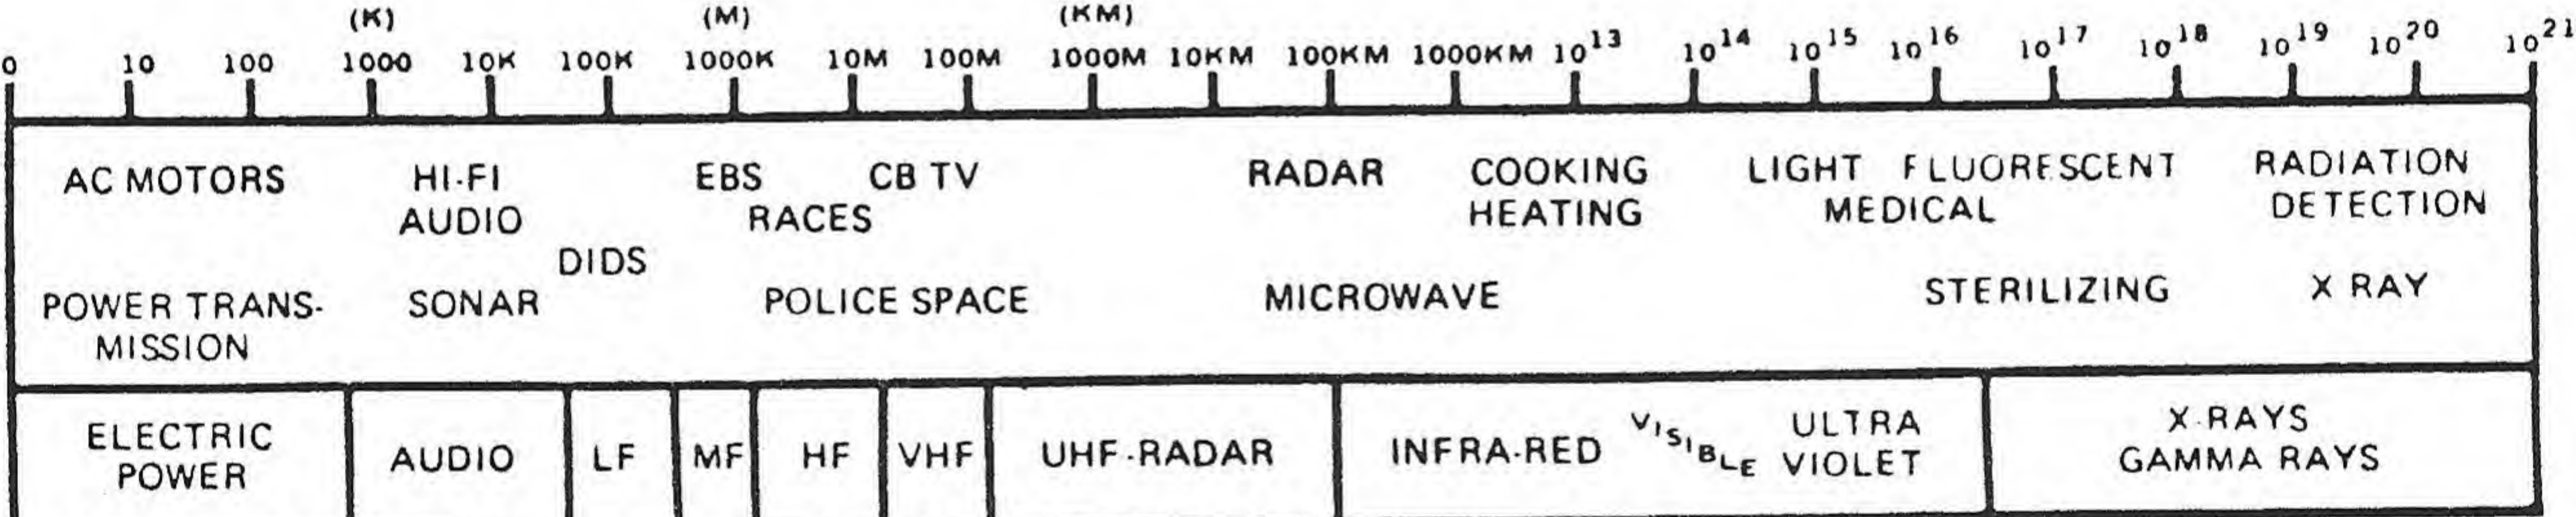 (K) (M) (KM)
0 10 100 1000 10K 100K 1000K 10M 100M 1000M 10KM 100KM 1000KM 10¹³ 10¹⁴ 10¹⁵ 10¹⁶ 10¹⁷ 10¹⁸ 10¹⁹ 10²⁰ 10²¹
AC MOTORS HI-FI EBS CB TV RADAR COOKING LIGHT FLUORESCENT RADIATION
AUDIO RACES HEATING MEDICAL DETECTION
DIDS
POWER TRANS- SONAR POLICE SPACE MICROWAVE STERILIZING X RAY
MISSION
ELECTRIC AUDIO LF MF HF VHF UHF-RADAR INFRA-RED VISIBLE ULTRA X-RAYS
POWER VIOLET GAMMA RAYS